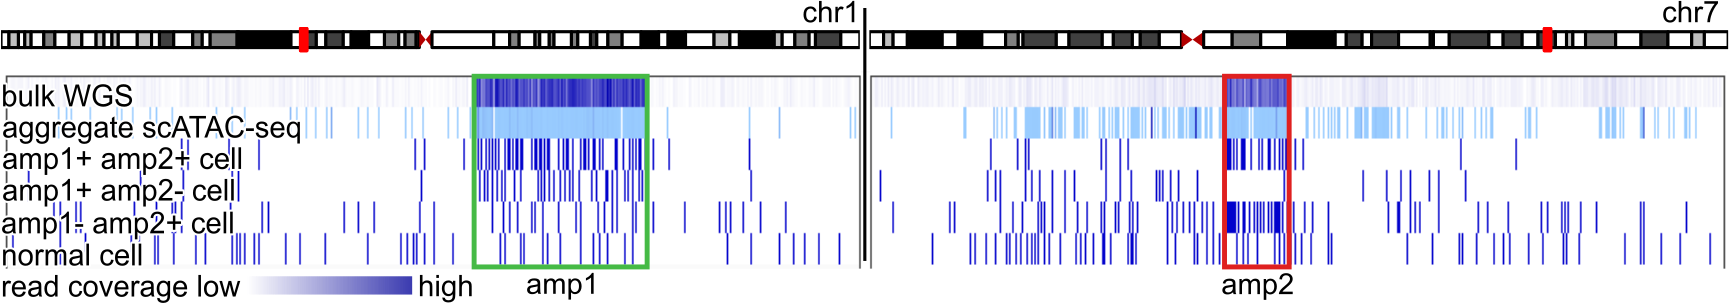 chr1
chr7
bulk WGS
aggregate scATAC-seq
amp1+ amp2+ cell
amp1+ amp2- cell
amp1- amp2+ cell
normal cell
read coverage low high
amp1
amp2